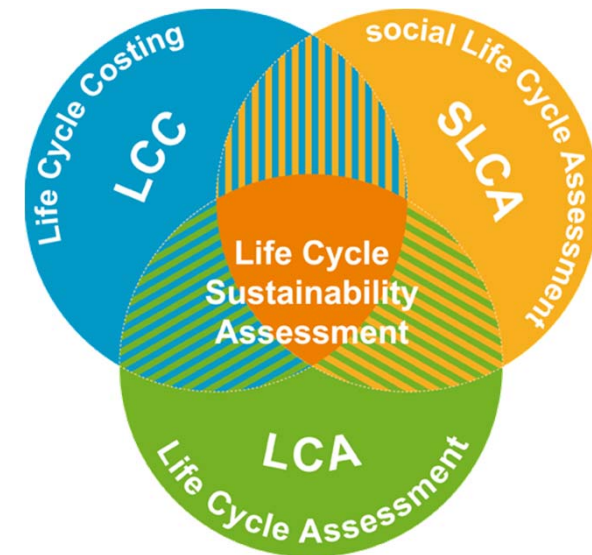 Life Cycle Costing
LCC
social Life Cycle Assessment
SLCA
Life Cycle
Sustainability
Assessment
LCA
Life Cycle Assessment